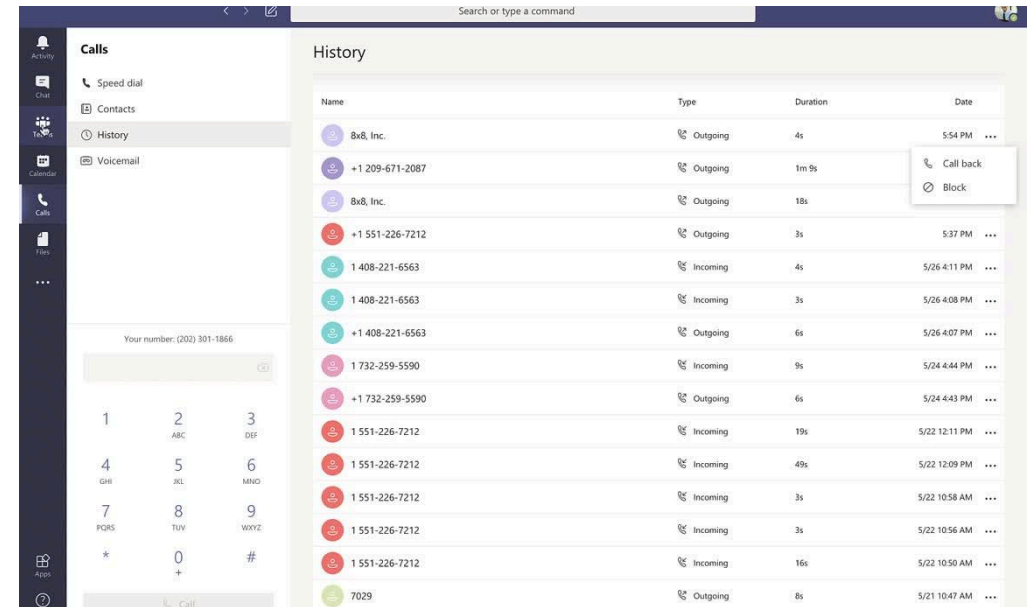 Search or type a command
Activity
Chat
Calendar
Calls
Files
Apps
Calls
Speed dial
Contacts
History
Voicemail
Your number: (202) 301-1866
1
2 ABC
3 DEF
4 GHI
5 JKL
6 MNO
7 PQRS
8 TUV
9 WXYZ
*
0 +
#
Call
History
Name Type Duration Date
8x8, Inc. Outgoing 4s 5:54 PM
+1 209-671-2087 Outgoing 1m 9s
8x8, Inc. Outgoing 18s
Call back
Block
+1 551-226-7212 Outgoing 3s 5:37 PM
1 408-221-6563 Incoming 4s 5/26 4:11 PM
1 408-221-6563 Incoming 3s 5/26 4:08 PM
+1 408-221-6563 Outgoing 6s 5/26 4:07 PM
1 732-259-5590 Incoming 9s 5/24 4:44 PM
+1 732-259-5590 Outgoing 6s 5/24 4:43 PM
1 551-226-7212 Incoming 19s 5/22 12:11 PM
1 551-226-7212 Incoming 49s 5/22 12:09 PM
1 551-226-7212 Incoming 3s 5/22 10:58 AM
1 551-226-7212 Incoming 3s 5/22 10:56 AM
1 551-226-7212 Incoming 16s 5/22 10:50 AM
7029 Outgoing 8s 5/21 10:47 AM